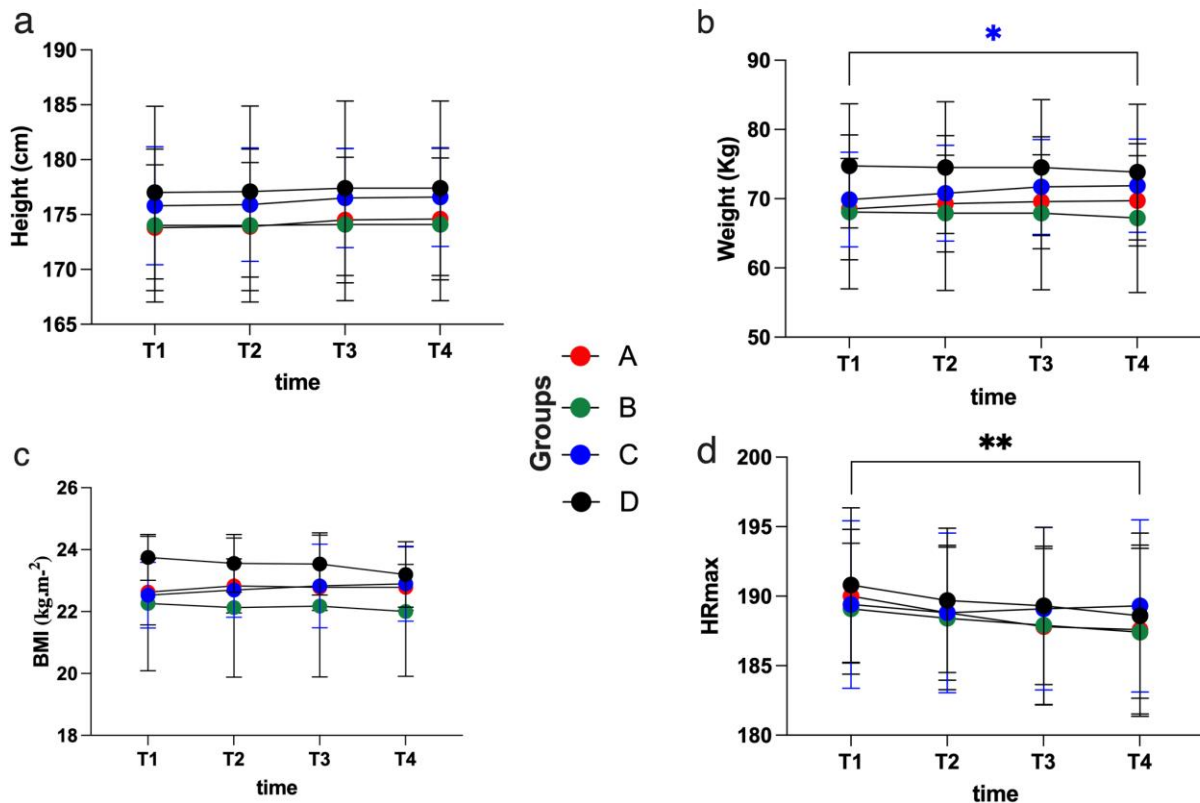 a
190
185
180
175
170
165
Height (cm)
T1 T2 T3 T4
time
b
*
90
80
70
60
50
Weight (Kg)
T1 T2 T3 T4
time
Groups
A
B
C
D
c
26
24
22
20
18
BMI (kg.m-²)
T1 T2 T3 T4
time
d
**
200
195
190
185
180
HRmax
T1 T2 T3 T4
time